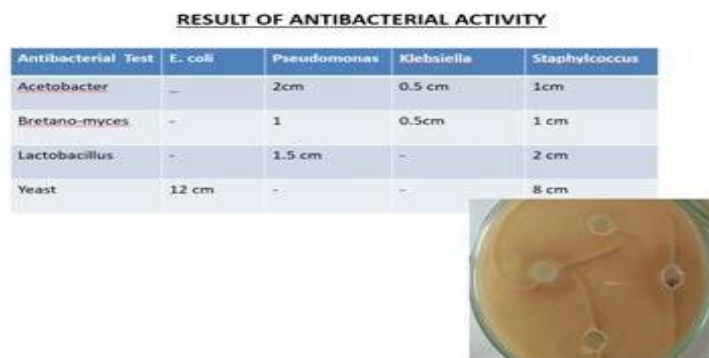 RESULT OF ANTIBACTERIAL ACTIVITY
Antibacterial Test E. coli Pseudomonas Klebsiella Staphylcoccus
Acetobacter _ 2cm 0.5 cm 1cm
Bretano-myces - 1 0.5cm 1 cm
Lactobacillus - 1.5 cm - 2 cm
Yeast 12 cm - - 8 cm